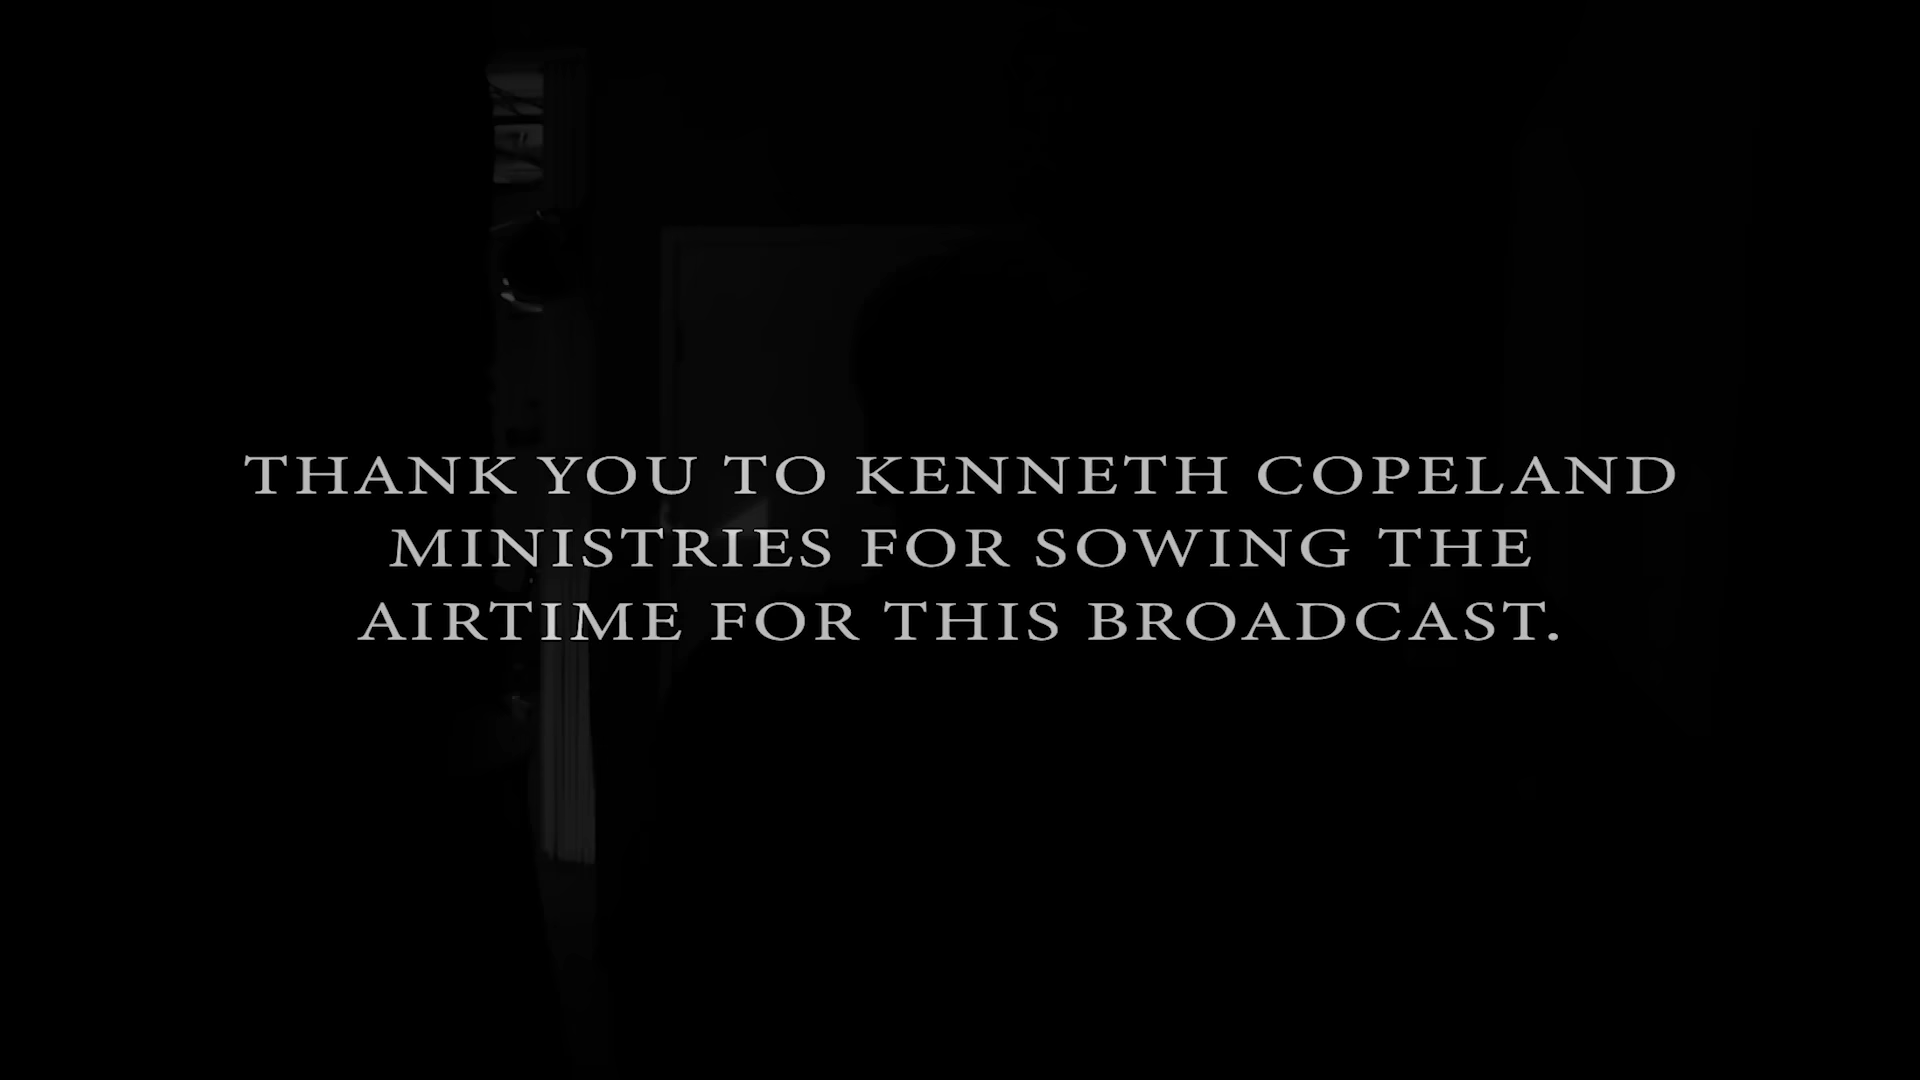 THANK YOU TO KENNETH COPELAND
MINISTRIES FOR SOWING THE
AIRTIME FOR THIS BROADCAST.